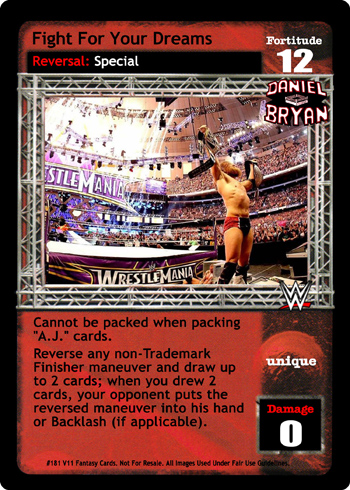 Fight For Your Dreams
Fortitude
12
Reversal: Special
DANIEL
BRYAN
STLEMANIA
WRESTLEMANIA
W
Cannot be packed when packing
"A.J." cards.
Reverse any non-Trademark
Finisher maneuver and draw up
to 2 cards; when you drew 2
cards, your opponent puts the
reversed maneuver into his hand
or Backlash (if applicable).
unique
Damage
0
#181 V11 Fantasy Cards. Not For Resale. All Images Used Under Fair Use Guidelines.